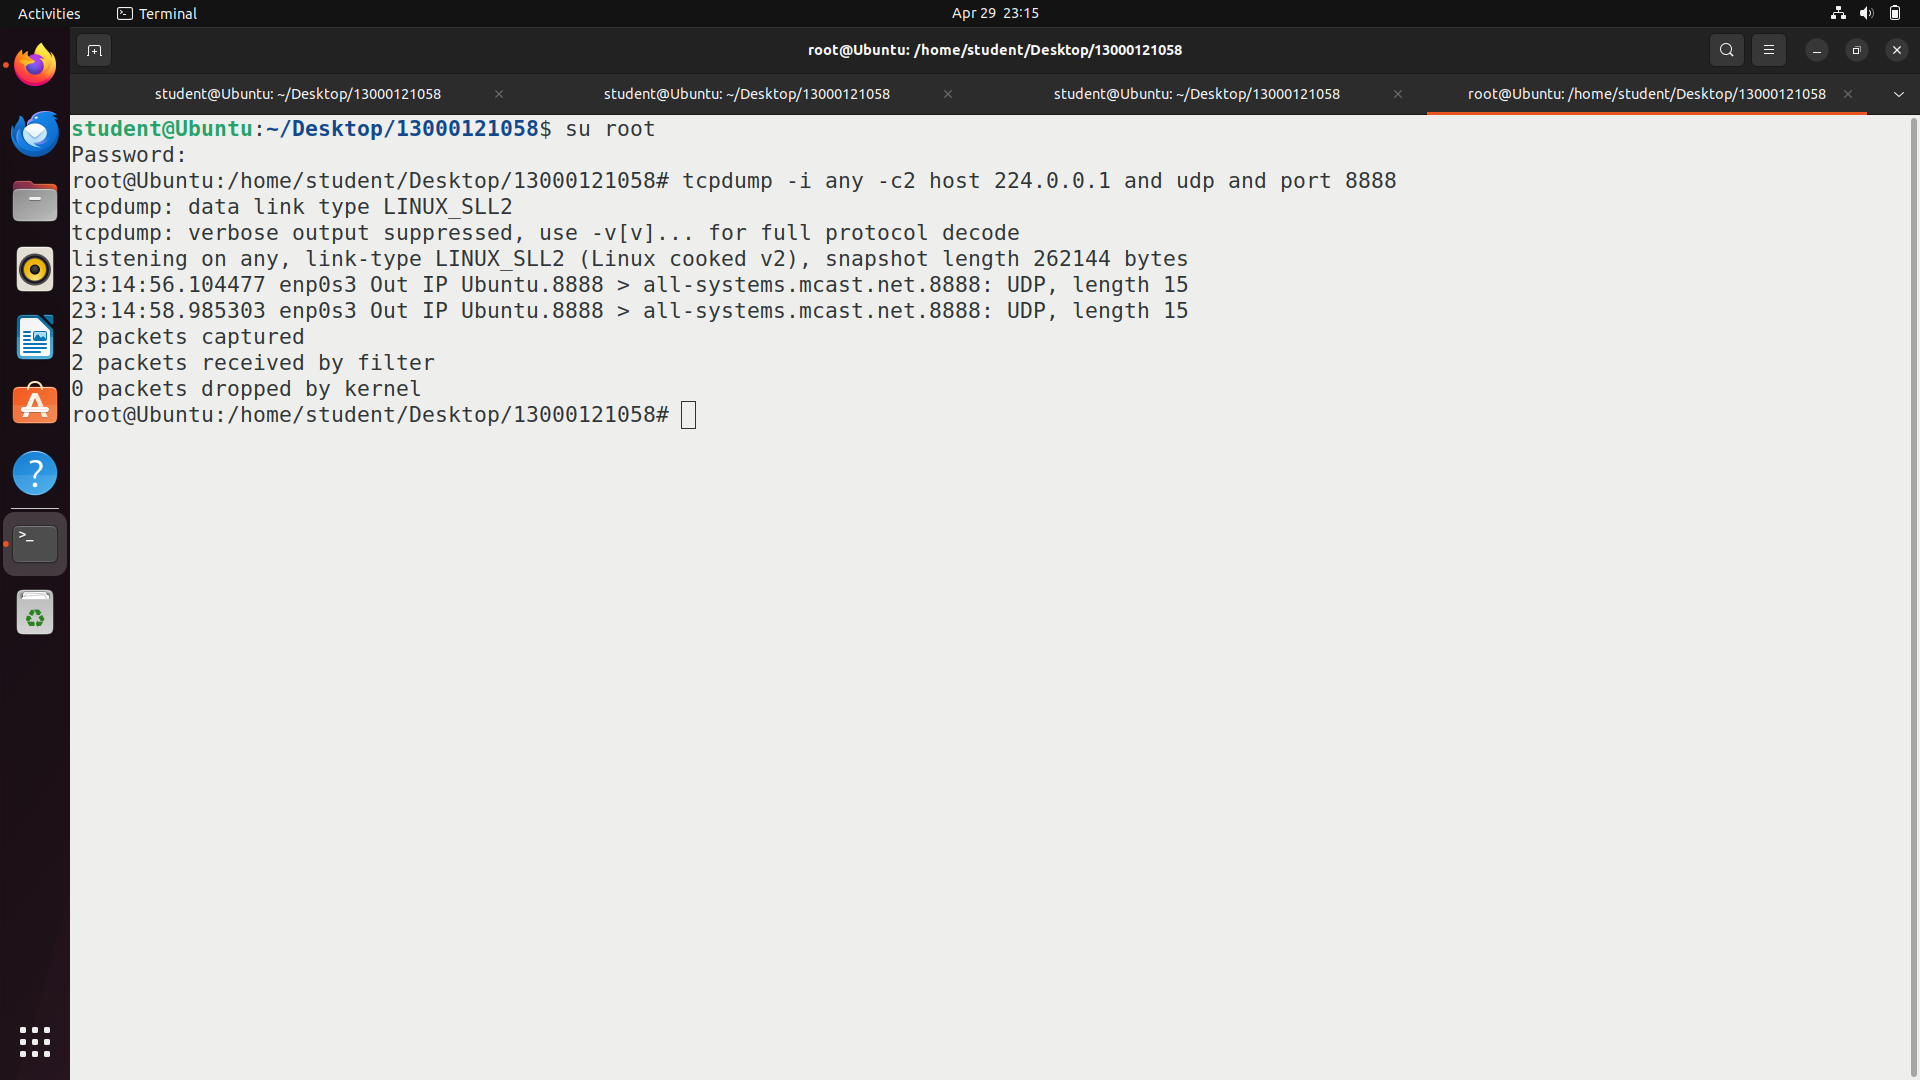 Activities
Terminal
Apr 29 23:15
root@Ubuntu: /home/student/Desktop/13000121058
student@Ubuntu: ~/Desktop/13000121058
student@Ubuntu: ~/Desktop/13000121058
student@Ubuntu: ~/Desktop/13000121058
root@Ubuntu: /home/student/Desktop/13000121058
student@Ubuntu:~/Desktop/13000121058$ su root
Password:
root@Ubuntu:/home/student/Desktop/13000121058# tcpdump -i any -c2 host 224.0.0.1 and udp and port 8888
tcpdump: data link type LINUX_SLL2
tcpdump: verbose output suppressed, use -v[v]... for full protocol decode
listening on any, link-type LINUX_SLL2 (Linux cooked v2), snapshot length 262144 bytes
23:14:56.104477 enp0s3 Out IP Ubuntu.8888 > all-systems.mcast.net.8888: UDP, length 15
23:14:58.985303 enp0s3 Out IP Ubuntu.8888 > all-systems.mcast.net.8888: UDP, length 15
2 packets captured
2 packets received by filter
0 packets dropped by kernel
root@Ubuntu:/home/student/Desktop/13000121058#